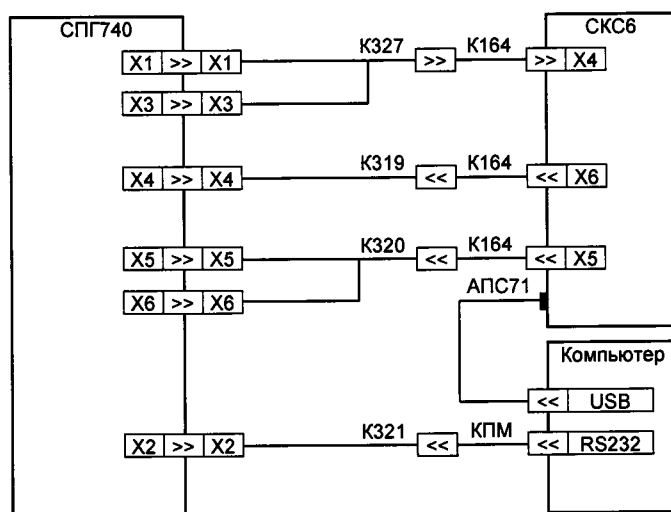 СПГ740
СКС6
К327
К164
X1 >> X1
>>
>> X4
X3 >> X3
К319
К164
X4 >> X4
<<
<< X6
К320
К164
X5 >> X5
<<
<< X5
X6 >> X6
АПС71
Компьютер
<< USB
К321
КПМ
X2 >> X2
<<
<< RS232